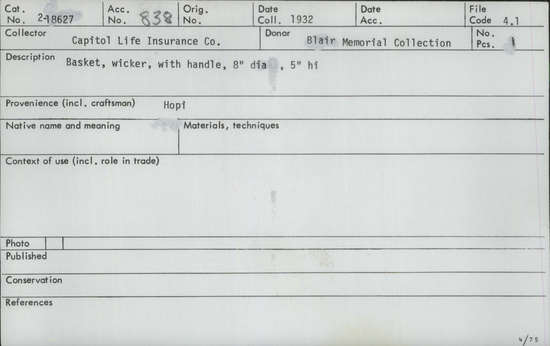 Cat. No. 2-18627 Acc. No. 838 Orig. No. Date Coll. 1932 Date Acc. File Code 4.1
Collector Capitol Life Insurance Co. Donor Blair Memorial Collection No. Pcs. 1
Description Basket, wicker, with handle, 8" dia, 5" hi
Provenience (incl. craftsman) Hopi
Native name and meaning Materials, techniques
Context of use (incl. role in trade)
Photo
Published
Conservation
References
4/75